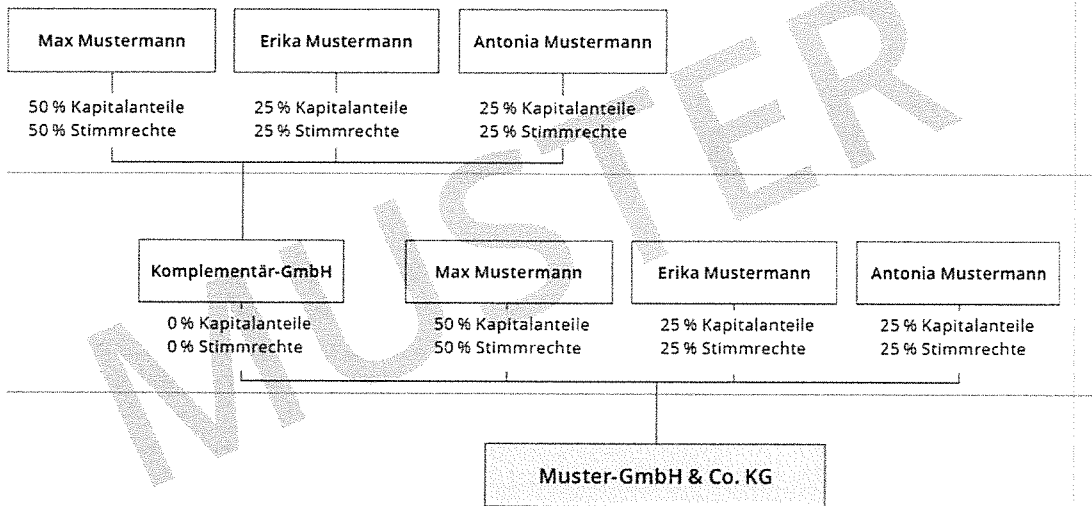 Max Mustermann
Erika Mustermann
Antonia Mustermann
50 % Kapitalanteile
50 % Stimmrechte
25 % Kapitalanteile
25 % Stimmrechte
25 % Kapitalanteile
25 % Stimmrechte
MUSTER
Komplementär-GmbH
Max Mustermann
Erika Mustermann
Antonia Mustermann
0 % Kapitalanteile
0 % Stimmrechte
50 % Kapitalanteile
50 % Stimmrechte
25 % Kapitalanteile
25 % Stimmrechte
25 % Kapitalanteile
25 % Stimmrechte
Muster-GmbH & Co. KG